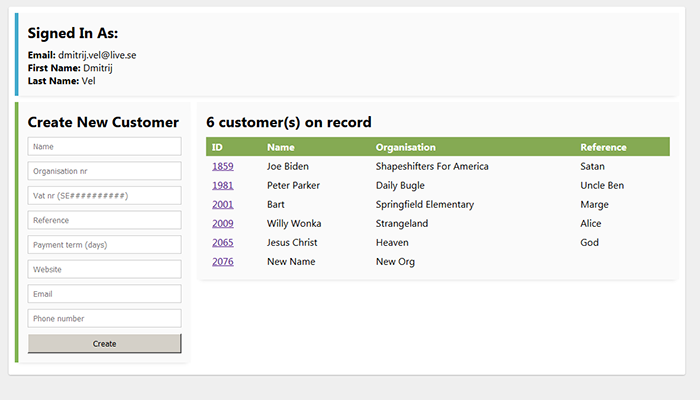 Signed In As:
Email: dmitrij.vel@live.se
First Name: Dmitrij
Last Name: Vel
Create New Customer
Name
Organisation nr
Vat nr (SE##########)
Reference
Payment term (days)
Website
Email
Phone number
Create
6 customer(s) on record
ID Name Organisation Reference
1859 Joe Biden Shapeshifters For America Satan
1981 Peter Parker Daily Bugle Uncle Ben
2001 Bart Springfield Elementary Marge
2009 Willy Wonka Strangeland Alice
2065 Jesus Christ Heaven God
2076 New Name New Org